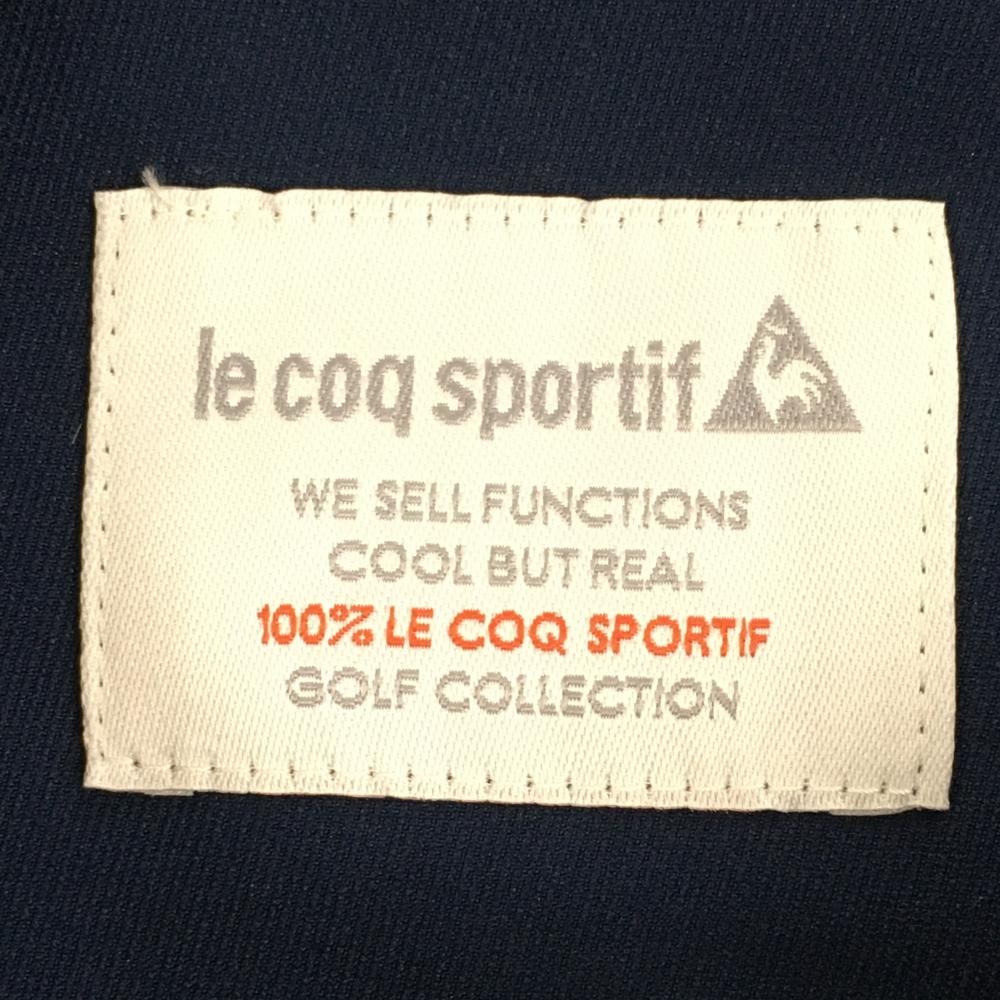 le coq sportif
WE SELL FUNCTIONS
COOL BUT REAL
100% LE COQ SPORTIF
GOLF COLLECTION